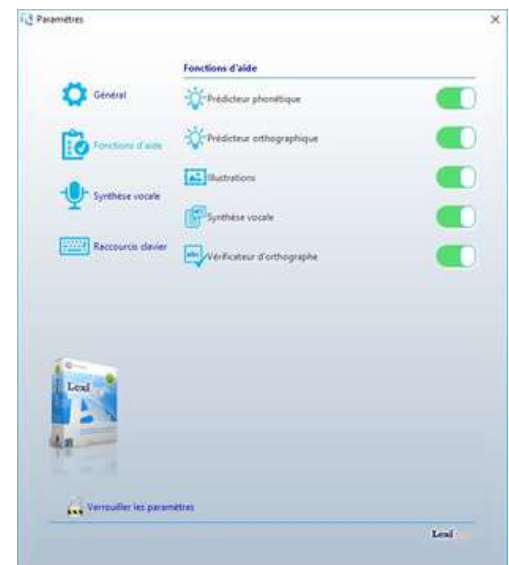 Paramètres
Fonctions d'aide
Général
Fonctions d'aide
Synthèse vocale
Raccourcis clavier
Prédicteur phonétique
Prédicteur orthographique
Illustrations
Synthèse vocale
abc
Vérificateur d'orthographe
Lexi
Verrouiller les paramètres
Lexi